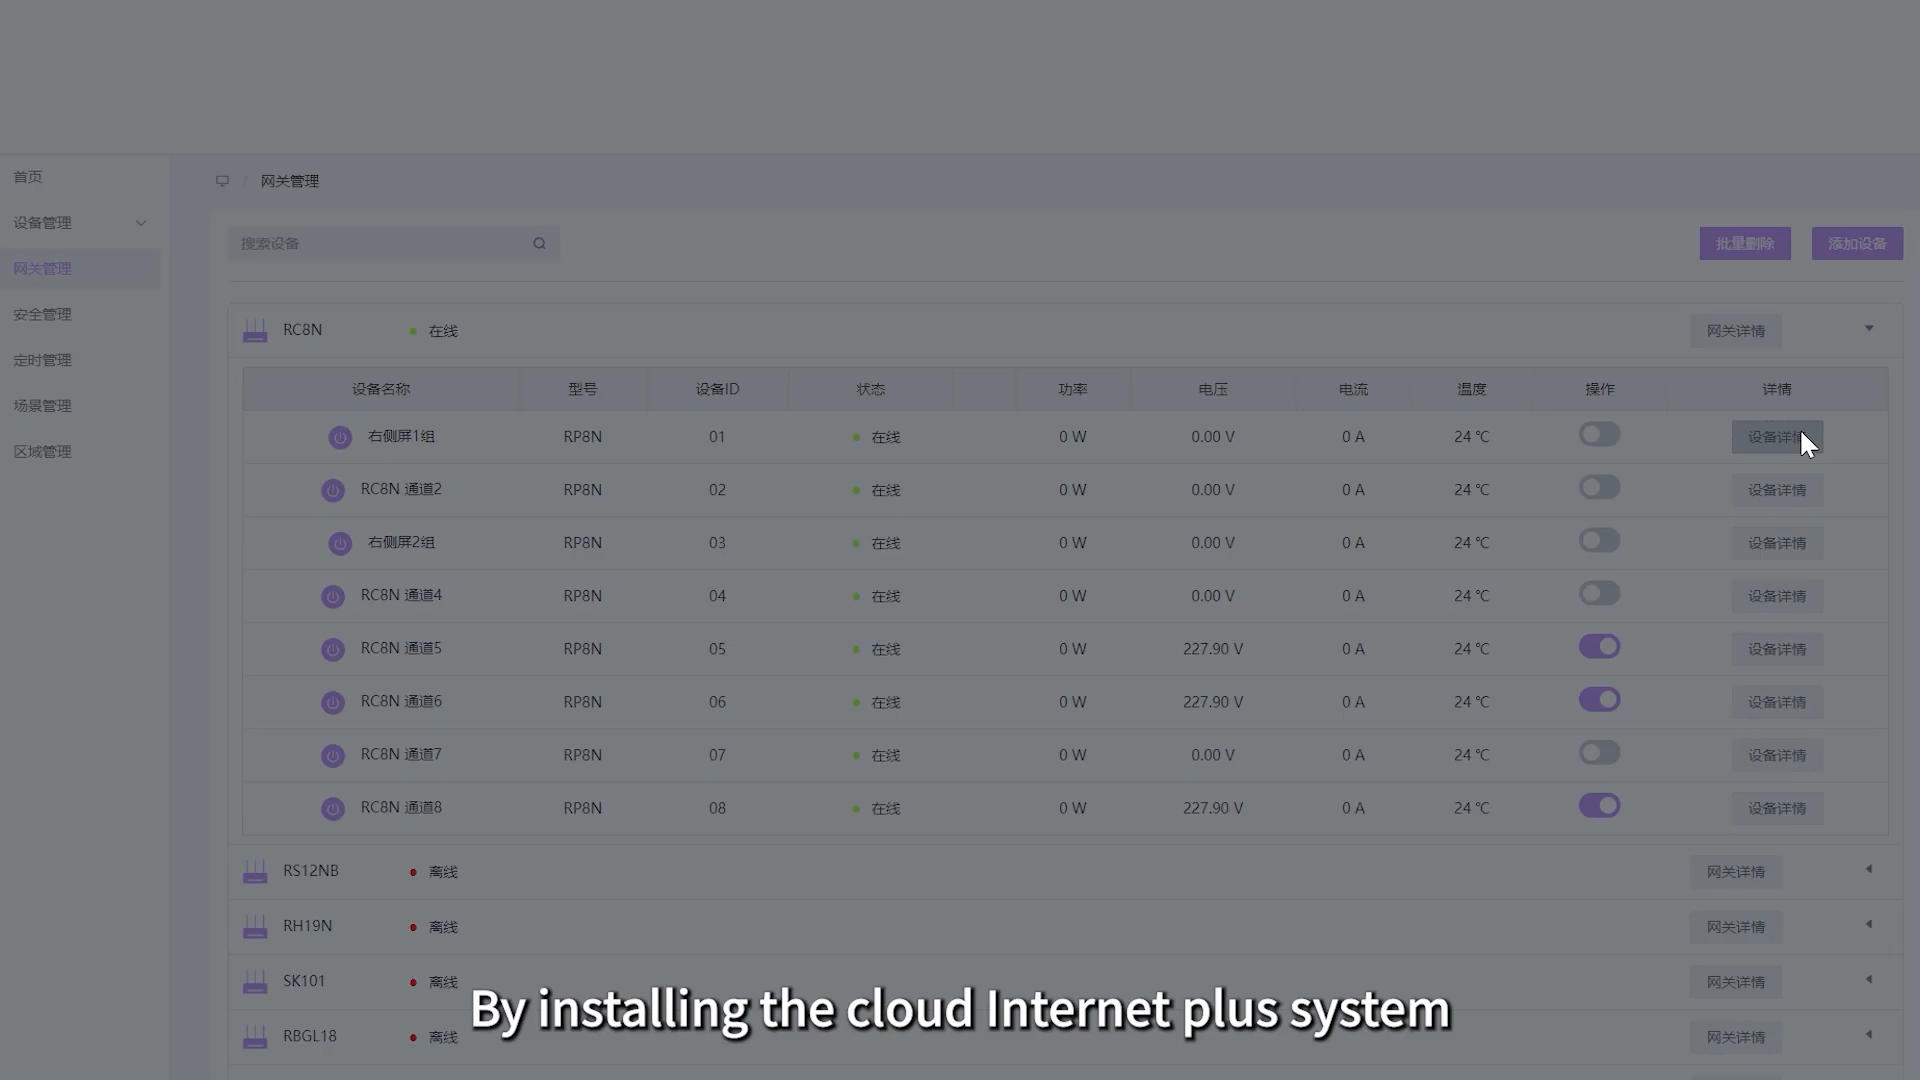 首页
设备管理
网关管理
安全管理
定时管理
场景管理
区域管理
/ 网关管理
搜索设备
批量删除 添加设备
RC8N 在线 网关详情
设备名称 型号 设备ID 状态 功率 电压 电流 温度 操作 详情
右侧屏1组 RP8N 01 在线 0 W 0.00 V 0 A 24 ℃ 设备详情
RC8N 通道2 RP8N 02 在线 0 W 0.00 V 0 A 24 ℃ 设备详情
右侧屏2组 RP8N 03 在线 0 W 0.00 V 0 A 24 ℃ 设备详情
RC8N 通道4 RP8N 04 在线 0 W 0.00 V 0 A 24 ℃ 设备详情
RC8N 通道5 RP8N 05 在线 0 W 227.90 V 0 A 24 ℃ 设备详情
RC8N 通道6 RP8N 06 在线 0 W 227.90 V 0 A 24 ℃ 设备详情
RC8N 通道7 RP8N 07 在线 0 W 0.00 V 0 A 24 ℃ 设备详情
RC8N 通道8 RP8N 08 在线 0 W 227.90 V 0 A 24 ℃ 设备详情
RS12NB 离线 网关详情
RH19N 离线 网关详情
SK101 离线 网关详情
RBGL18 离线 网关详情
By installing the cloud Internet plus system